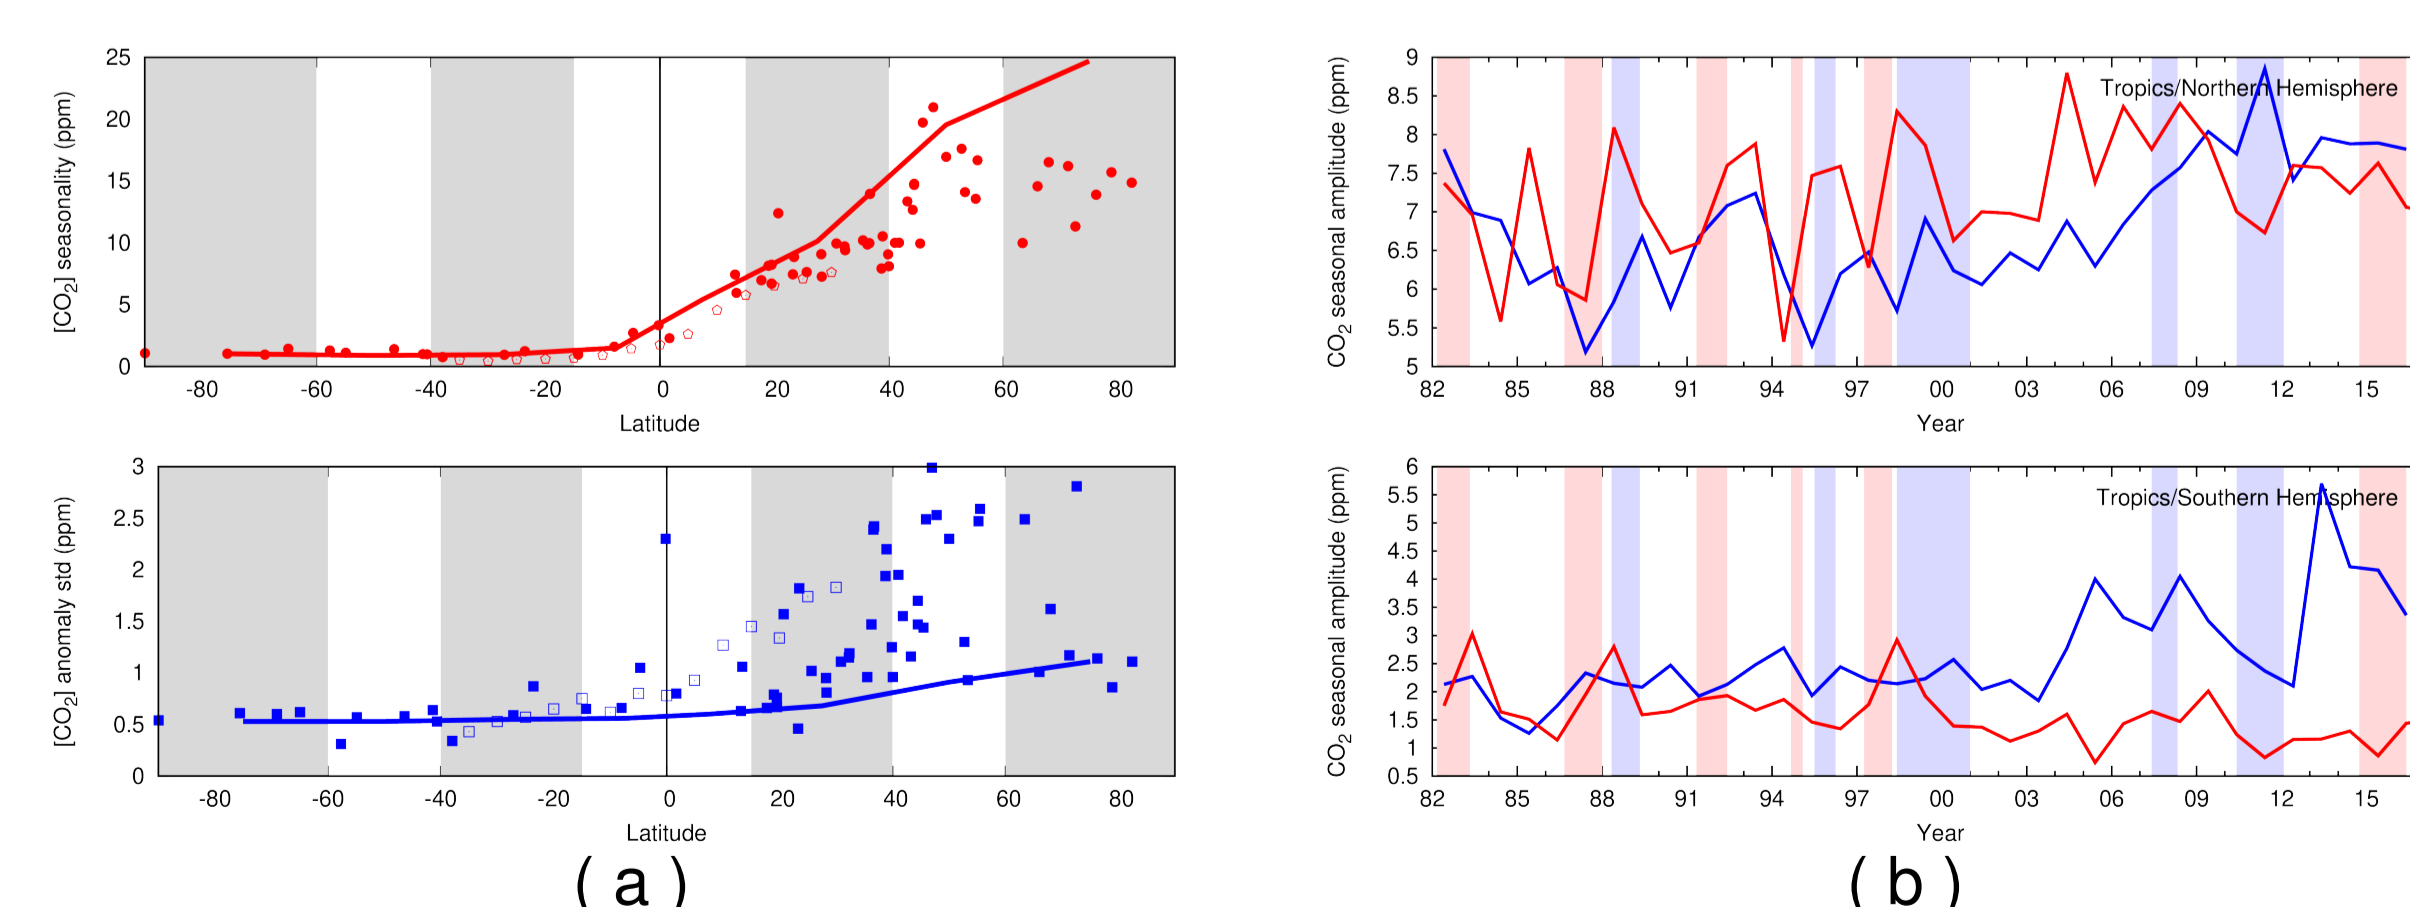 25
20
15
10
5
0
[CO2] seasonality (ppm)
-80 -60 -40 -20 0 20 40 60 80
Latitude
3
2.5
2
1.5
1
0.5
0
[CO2] anomaly std (ppm)
-80 -60 -40 -20 0 20 40 60 80
Latitude
( a )
9
8.5
8
7.5
7
6.5
6
5.5
5
CO2 seasonal amplitude (ppm)
Tropics/Northern Hemisphere
82 85 88 91 94 97 00 03 06 09 12 15
Year
6
5.5
5
4.5
4
3.5
3
2.5
2
1.5
1
0.5
CO2 seasonal amplitude (ppm)
Tropics/Southern Hemisphere
82 85 88 91 94 97 00 03 06 09 12 15
Year
( b )